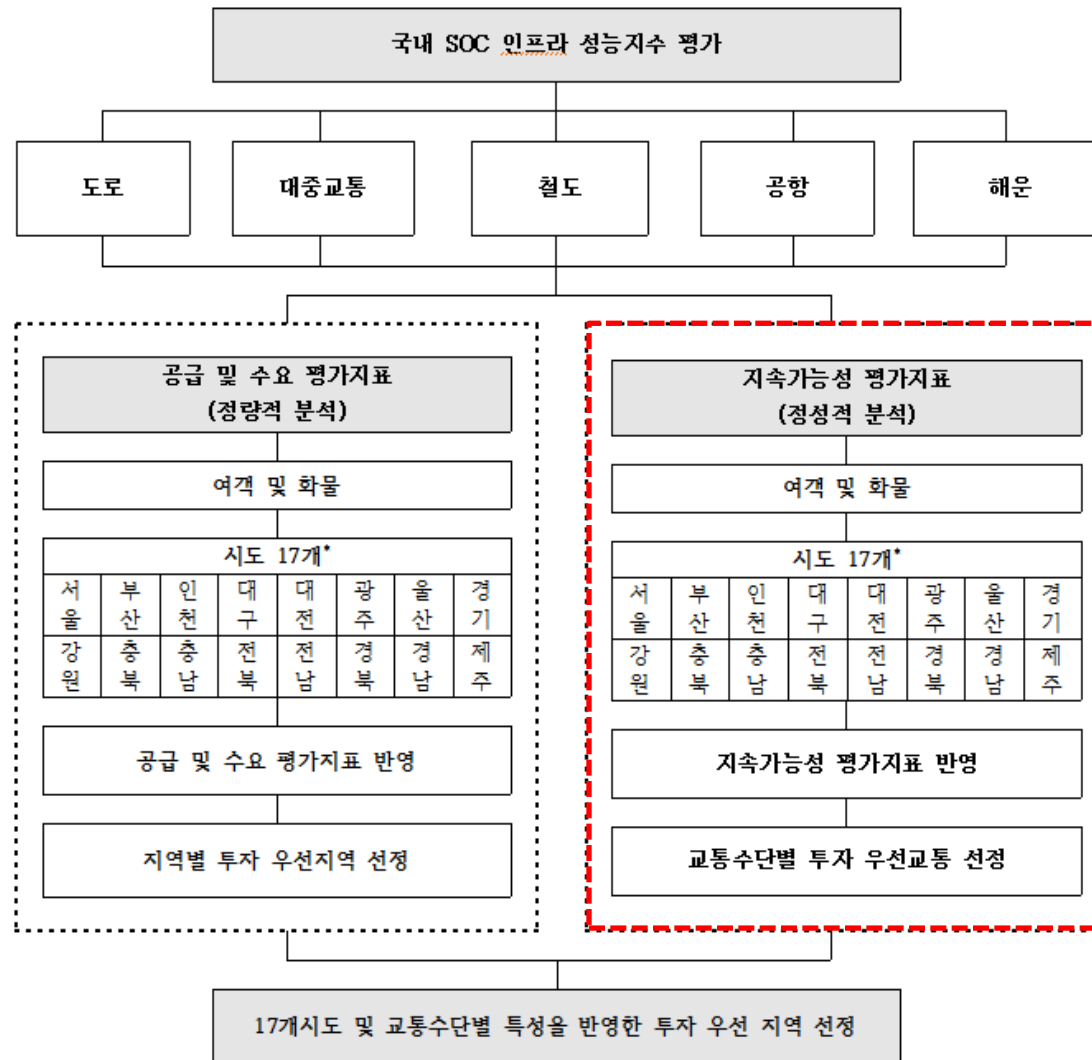 국내 SOC 인프라 성능지수 평가
도로
대중교통
철도
공항
해운
공급 및 수요 평가지표
(정량적 분석)
여객 및 화물
시도 17개*
서울 부산 인천 대구 대전 광주 울산 경기
강원 충북 충남 전북 전남 경북 경남 제주
공급 및 수요 평가지표 반영
지역별 투자 우선지역 선정
지속가능성 평가지표
(정성적 분석)
여객 및 화물
시도 17개*
서울 부산 인천 대구 대전 광주 울산 경기
강원 충북 충남 전북 전남 경북 경남 제주
지속가능성 평가지표 반영
교통수단별 투자 우선교통 선정
17개시도 및 교통수단별 특성을 반영한 투자 우선 지역 선정